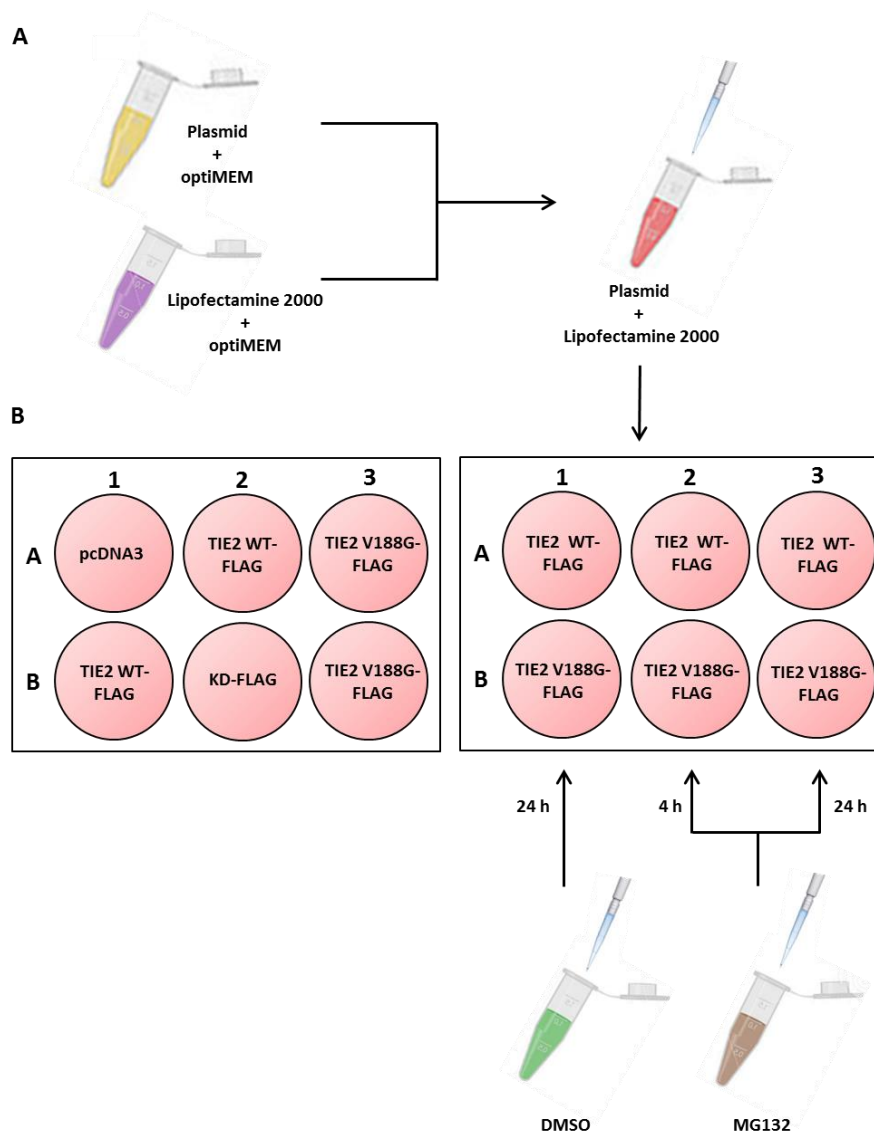 A
Plasmid
+
optiMEM
Lipofectamine 2000
+
optiMEM
Plasmid
+
Lipofectamine 2000
B
1 2 3
A
pcDNA3
TIE2 WT-
FLAG
TIE2 V188G-
FLAG
B
TIE2 WT-
FLAG
KD-FLAG
TIE2 V188G-
FLAG
1 2 3
A
TIE2 WT-
FLAG
TIE2 WT-
FLAG
TIE2 WT-
FLAG
B
TIE2 V188G-
FLAG
TIE2 V188G-
FLAG
TIE2 V188G-
FLAG
24 h
4 h
24 h
DMSO
MG132